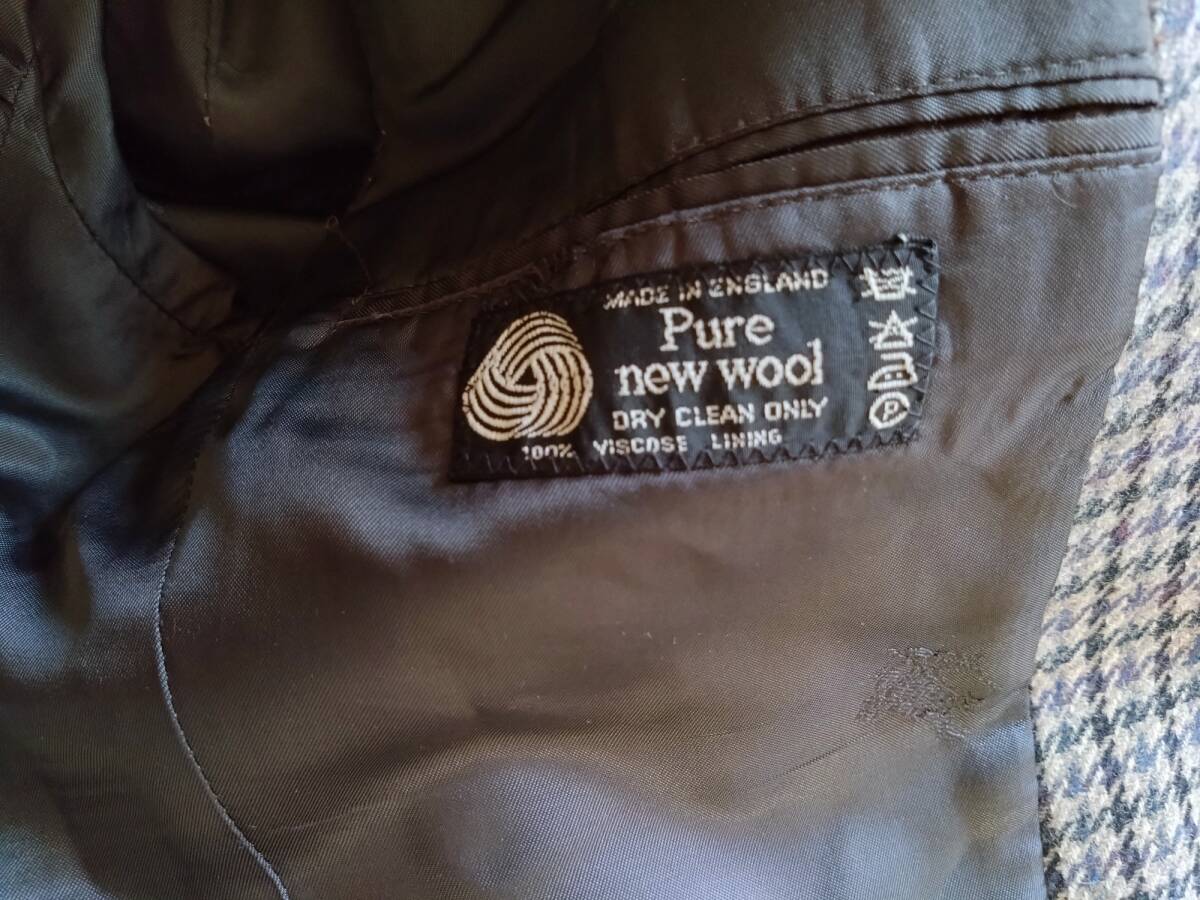 MADE IN ENGLAND
Pure
new wool
DRY CLEAN ONLY
100% VISCOSE LINING
P